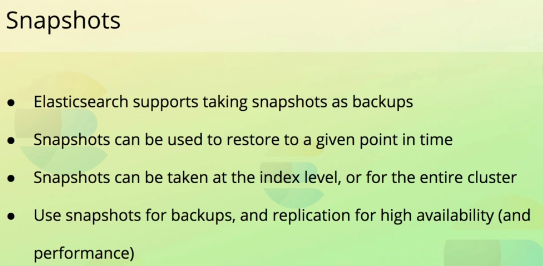 Snapshots
● Elasticsearch supports taking snapshots as backups
● Snapshots can be used to restore to a given point in time
● Snapshots can be taken at the index level, or for the entire cluster
● Use snapshots for backups, and replication for high availability (and
performance)